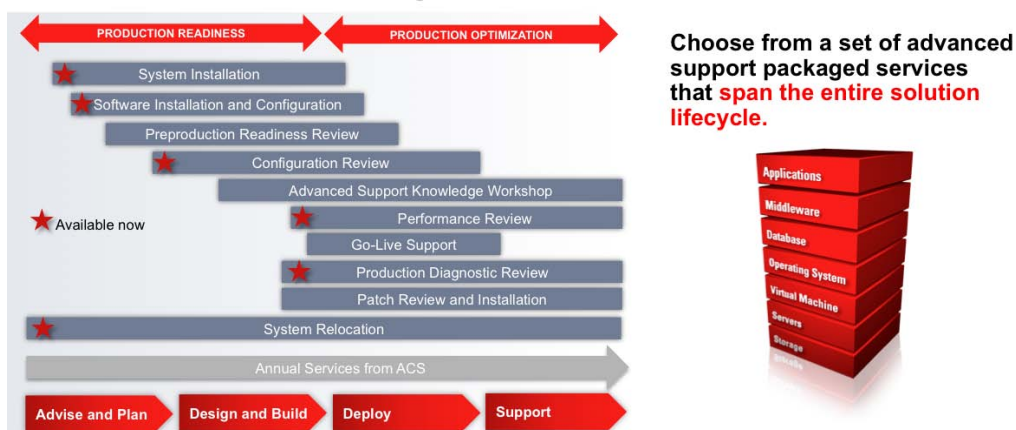 PRODUCTION READINESS
PRODUCTION OPTIMIZATION
System Installation
Software Installation and Configuration
Preproduction Readiness Review
Configuration Review
Advanced Support Knowledge Workshop
Available now
Performance Review
Go-Live Support
Production Diagnostic Review
Patch Review and Installation
System Relocation
Annual Services from ACS
Advise and Plan
Design and Build
Deploy
Support
Choose from a set of advanced
support packaged services
that span the entire solution
lifecycle.
Applications
Middleware
Database
Operating System
Virtual Machine
Servers
Storage